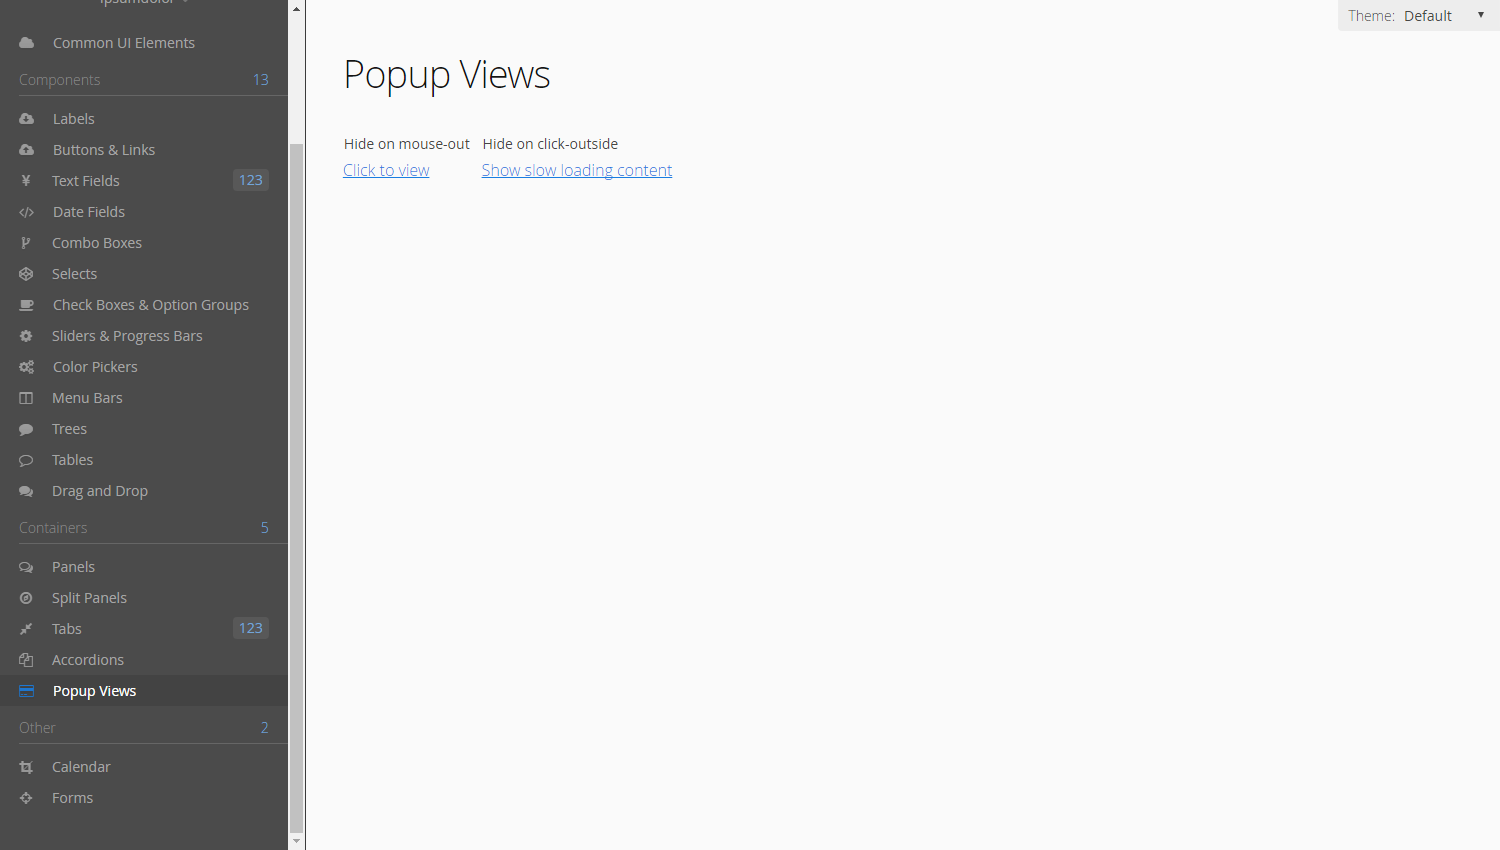 Common UI Elements
Components 13
Labels
Buttons & Links
Text Fields 123
Date Fields
Combo Boxes
Selects
Check Boxes & Option Groups
Sliders & Progress Bars
Color Pickers
Menu Bars
Trees
Tables
Drag and Drop
Containers 5
Panels
Split Panels
Tabs 123
Accordions
Popup Views
Other 2
Calendar
Forms
Theme: Default
Popup Views
Hide on mouse-out Hide on click-outside
Click to view Show slow loading content